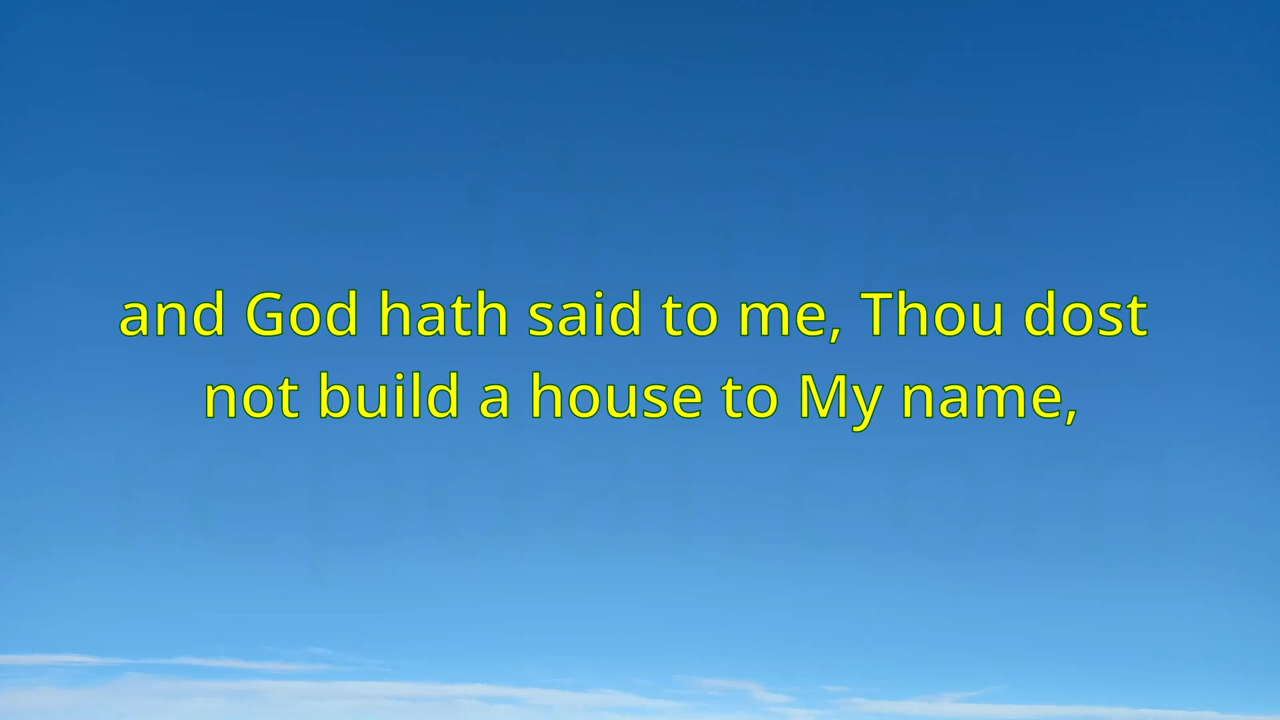 and God hath said to me, Thou dost
not build a house to My name,